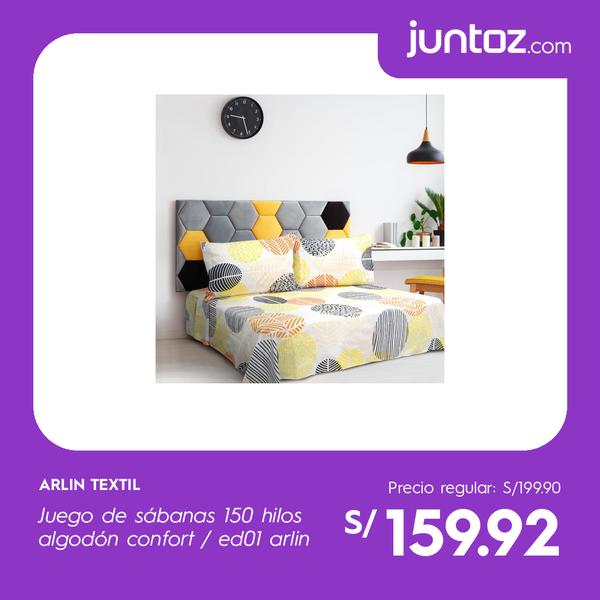 juntoz.com
ARLIN TEXTIL
Juego de sábanas 150 hilos
algodón confort / ed01 arlin
Precio regular: S/199.90
S/159.92